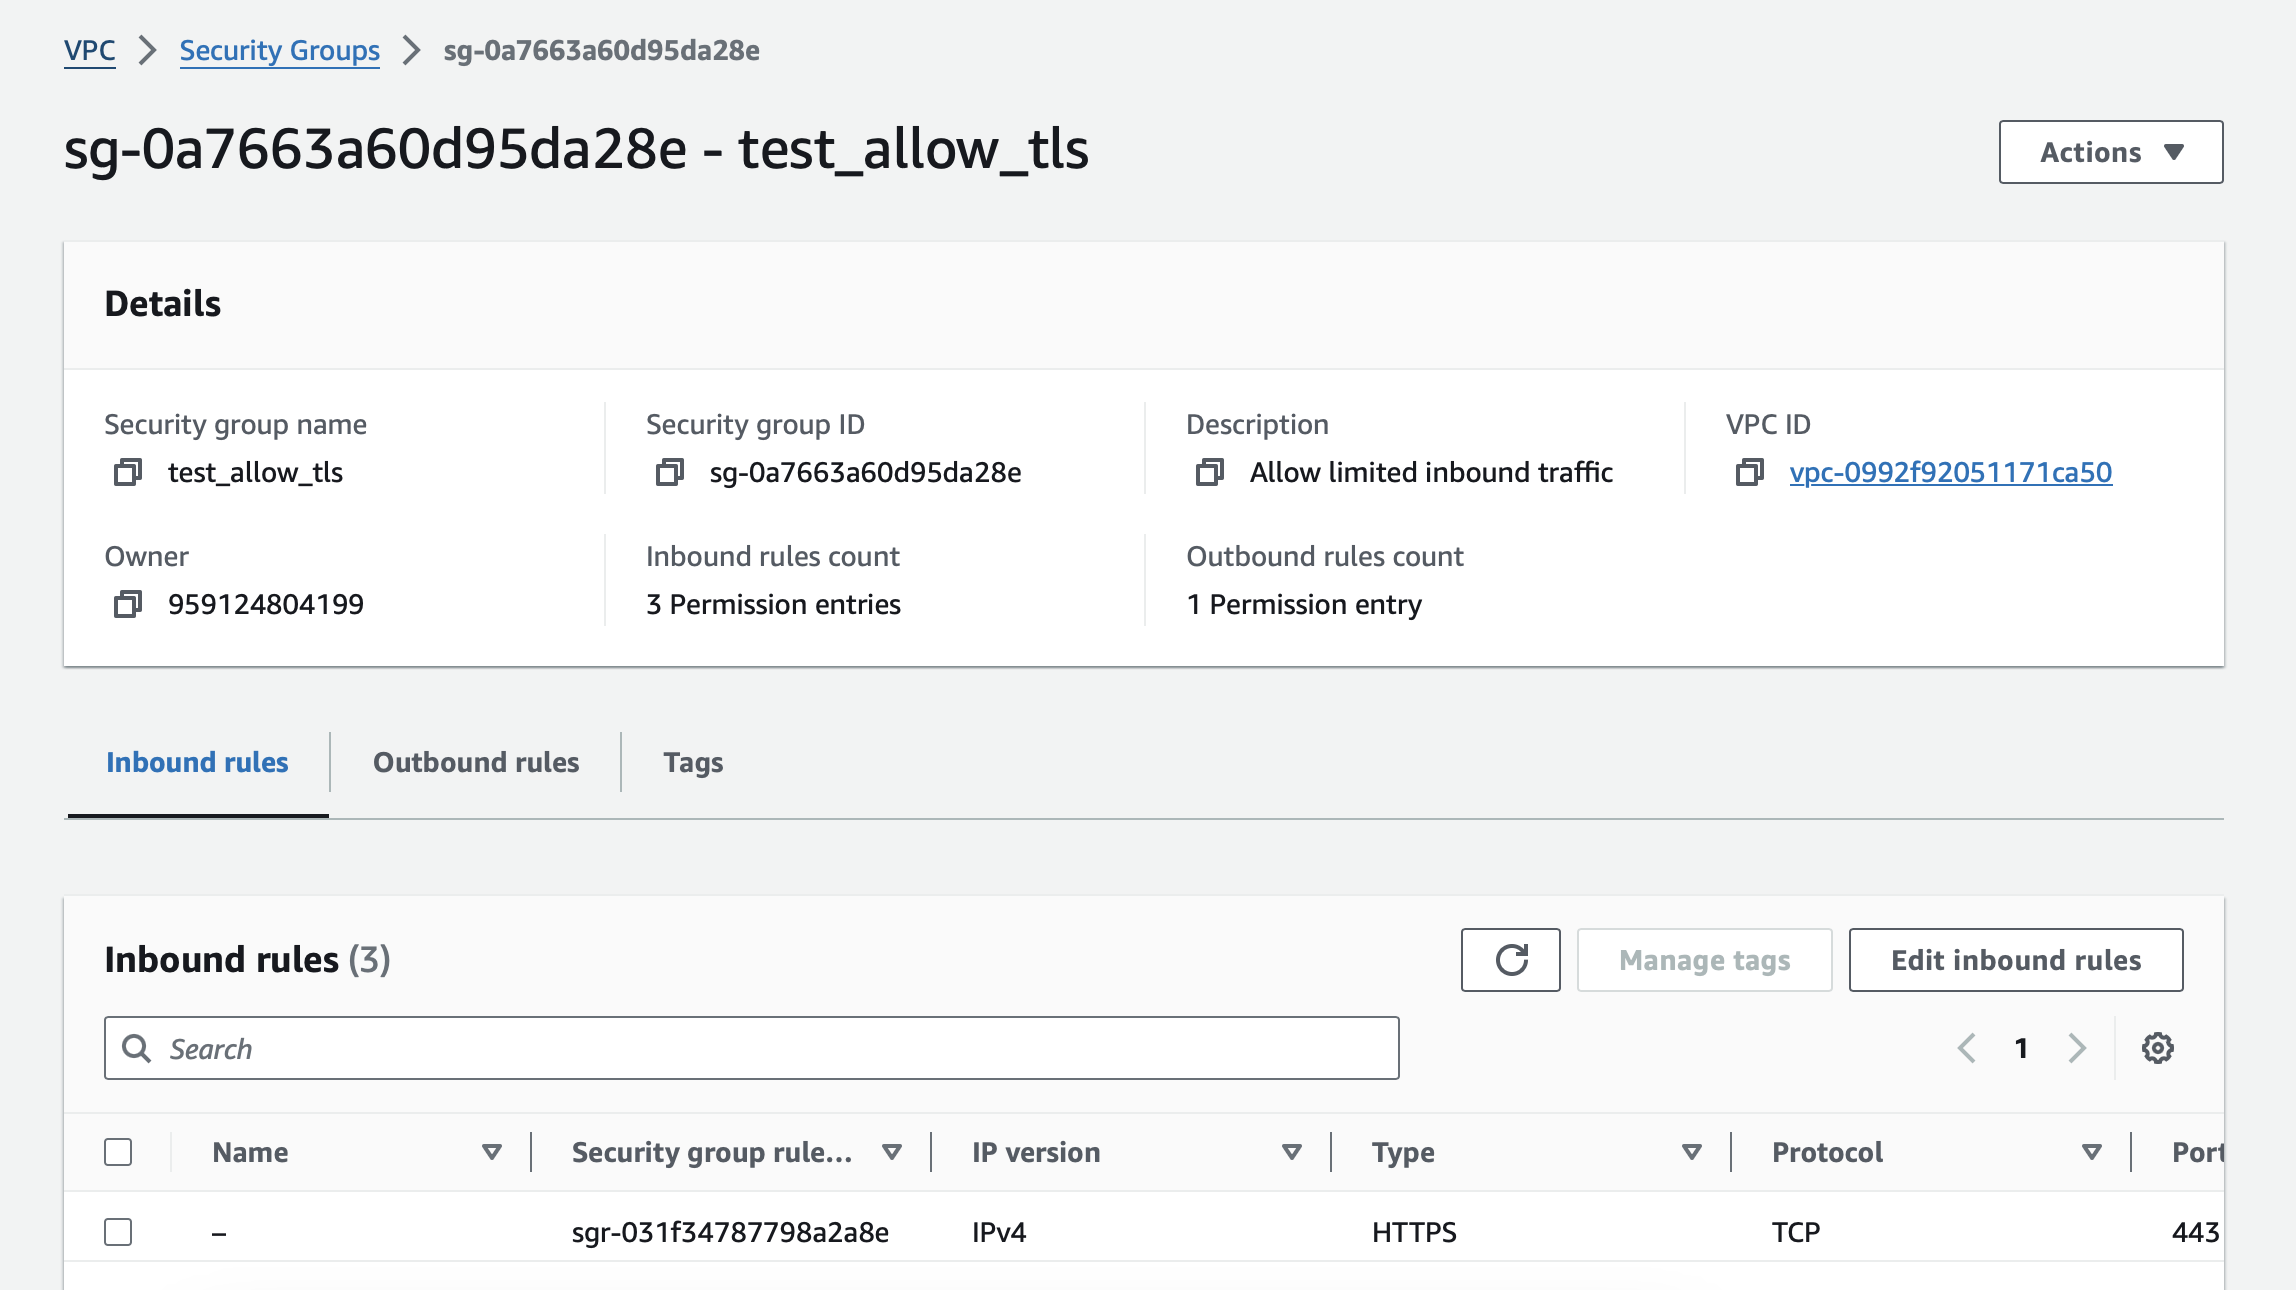 VPC > Security Groups > sg-0a7663a60d95da28e
sg-0a7663a60d95da28e - test_allow_tls
Actions
Details
Security group name
test_allow_tls
Security group ID
sg-0a7663a60d95da28e
Description
Allow limited inbound traffic
VPC ID
vpc-0992f92051171ca50
Owner
959124804199
Inbound rules count
3 Permission entries
Outbound rules count
1 Permission entry
Inbound rules Outbound rules Tags
Inbound rules (3)
Manage tags
Edit inbound rules
Search
1
Name Security group rule... IP version Type Protocol Port
– sgr-031f34787798a2a8e IPv4 HTTPS TCP 443